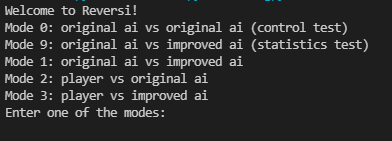 Welcome to Reversi!
Mode 0: original ai vs original ai (control test)
Mode 9: original ai vs improved ai (statistics test)
Mode 1: original ai vs improved ai
Mode 2: player vs original ai
Mode 3: player vs improved ai
Enter one of the modes: